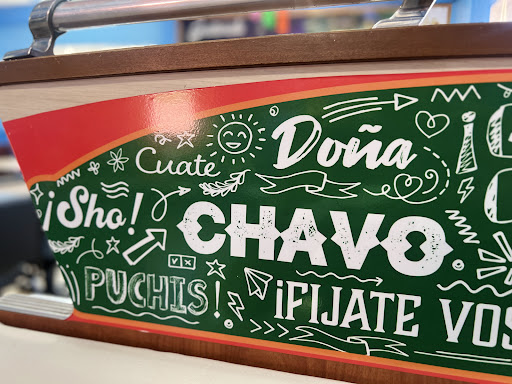 Cuate
Doña
¡Sho!
CHAVO
PUCHIS!
¡FIJATE VOS